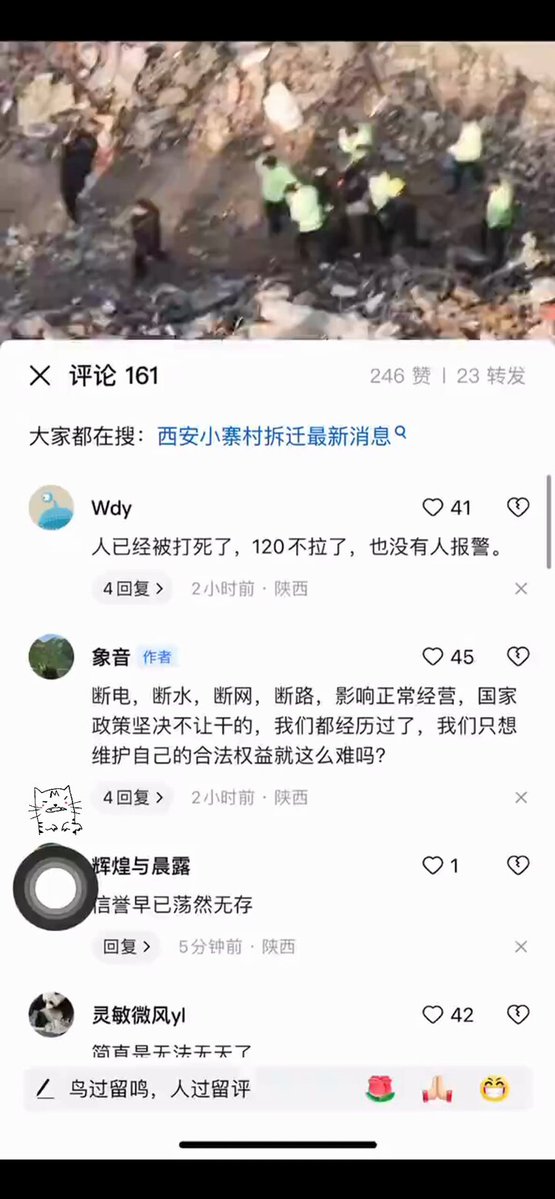 评论 161
246 赞 | 23 转发
大家都在搜：西安小寨村拆迁最新消息
Wdy
41
人已经被打死了，120不拉了，也没有人报警。
4回复
2小时前 · 陕西
象音 作者
45
断电，断水，断网，断路，影响正常经营，国家
政策坚决不让干的，我们都经历过了，我们只想
维护自己的合法权益就这么难吗?
4回复
2小时前 · 陕西
辉煌与晨露
1
信誉早已荡然无存
回复
5分钟前 · 陕西
灵敏微风yl
42
简直是无法无天了
鸟过留鸣，人过留评